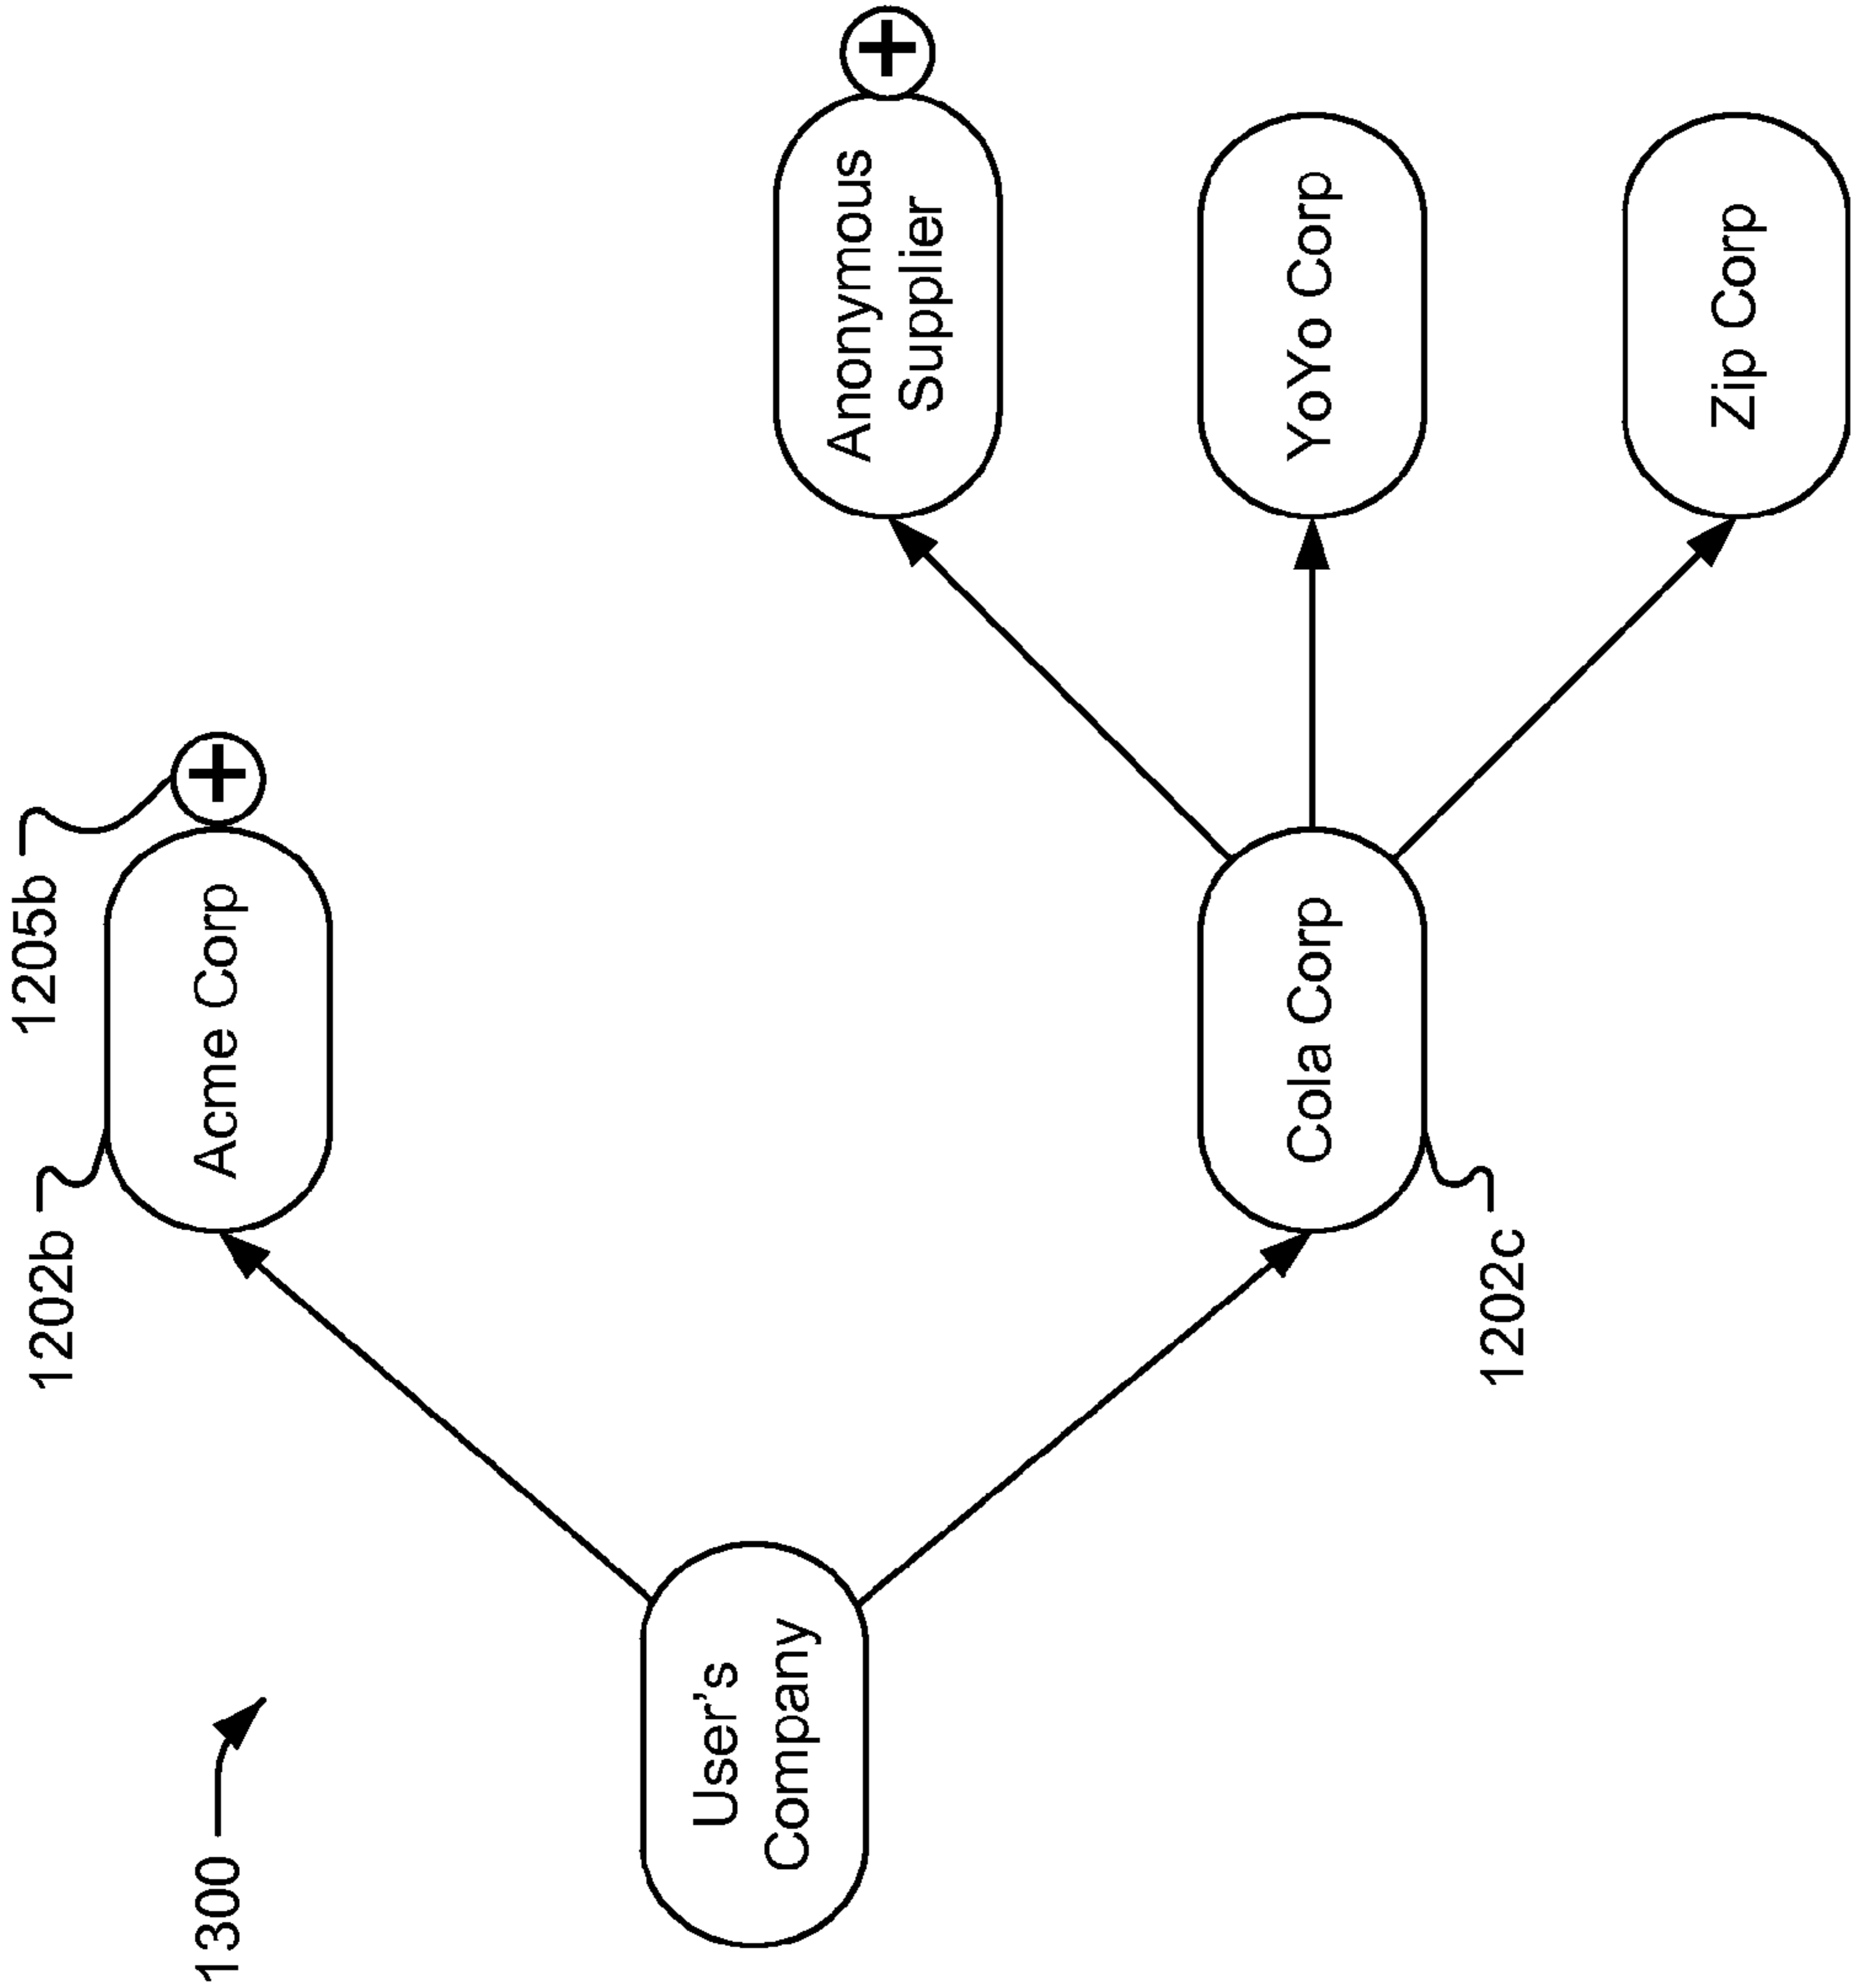 1300
1202b
1205b
Acme Corp
User's
Company
Anonymous
Supplier
Cola Corp
YoYo Corp
1202c
Zip Corp